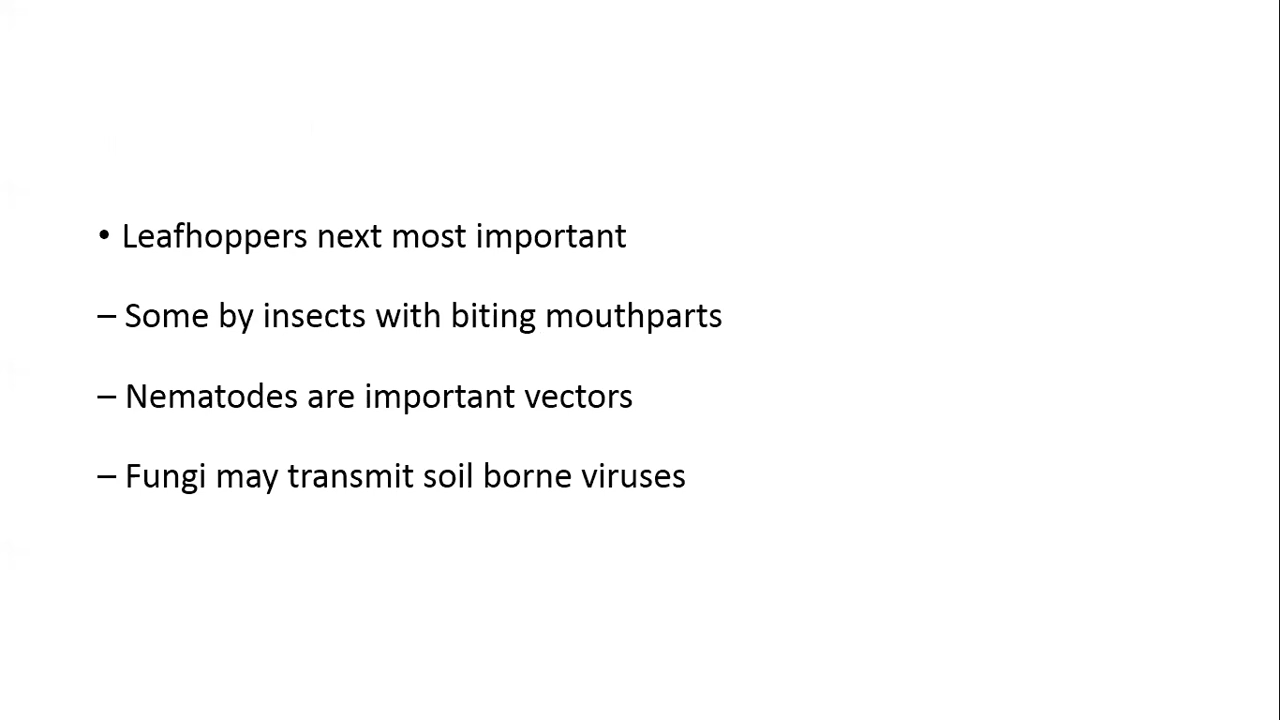 • Leafhoppers next most important
– Some by insects with biting mouthparts
– Nematodes are important vectors
– Fungi may transmit soil borne viruses